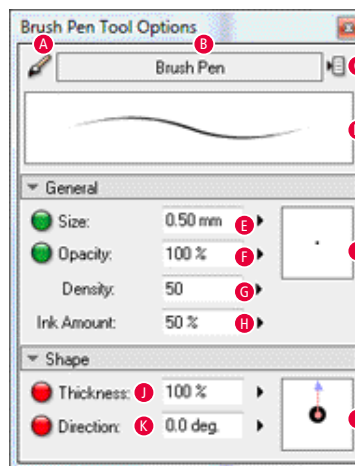 Brush Pen Tool Options
A
B
Brush Pen
General
Size: 0.50 mm E
Opacity: 100 % F
Density: 50 G
Ink Amount: 50 % H
Shape
Thickness: J 100 %
Direction: K 0.0 deg.